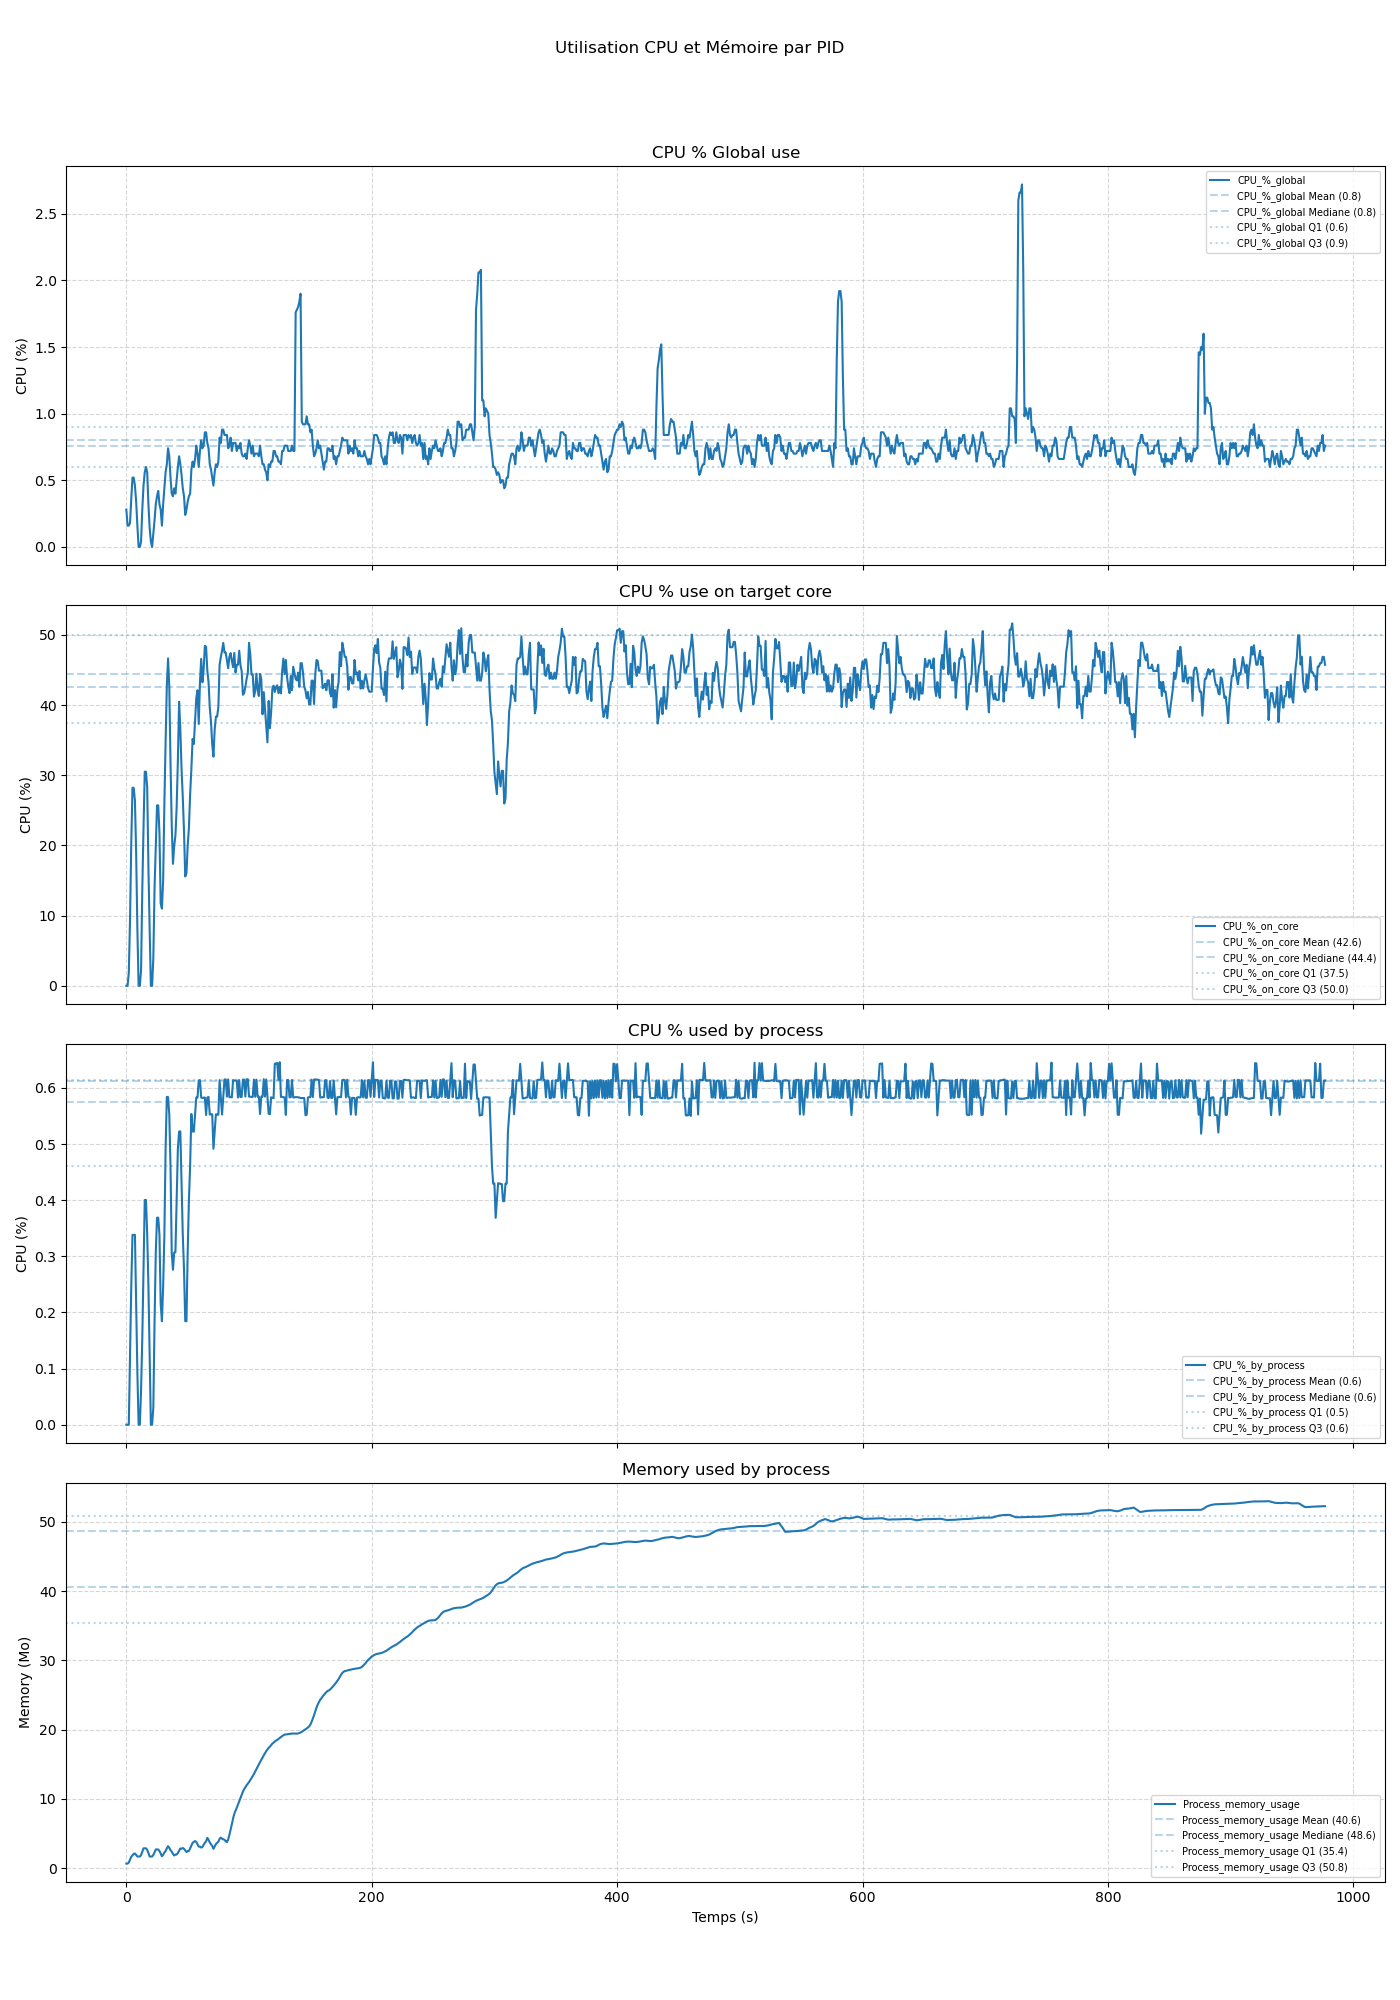 Utilisation CPU et Mémoire par PID
CPU % Global use
CPU (%)
2.5
2.0
1.5
1.0
0.5
0.0
CPU_%_global
CPU_%_global Mean (0.8)
CPU_%_global Mediane (0.8)
CPU_%_global Q1 (0.6)
CPU_%_global Q3 (0.9)
CPU % use on target core
CPU (%)
50
40
30
20
10
0
CPU_%_on_core
CPU_%_on_core Mean (42.6)
CPU_%_on_core Mediane (44.4)
CPU_%_on_core Q1 (37.5)
CPU_%_on_core Q3 (50.0)
CPU % used by process
CPU (%)
0.6
0.5
0.4
0.3
0.2
0.1
0.0
CPU_%_by_process
CPU_%_by_process Mean (0.6)
CPU_%_by_process Mediane (0.6)
CPU_%_by_process Q1 (0.5)
CPU_%_by_process Q3 (0.6)
Memory used by process
Memory (Mo)
50
40
30
20
10
0
Process_memory_usage
Process_memory_usage Mean (40.6)
Process_memory_usage Mediane (48.6)
Process_memory_usage Q1 (35.4)
Process_memory_usage Q3 (50.8)
0 200 400 600 800 1000
Temps (s)